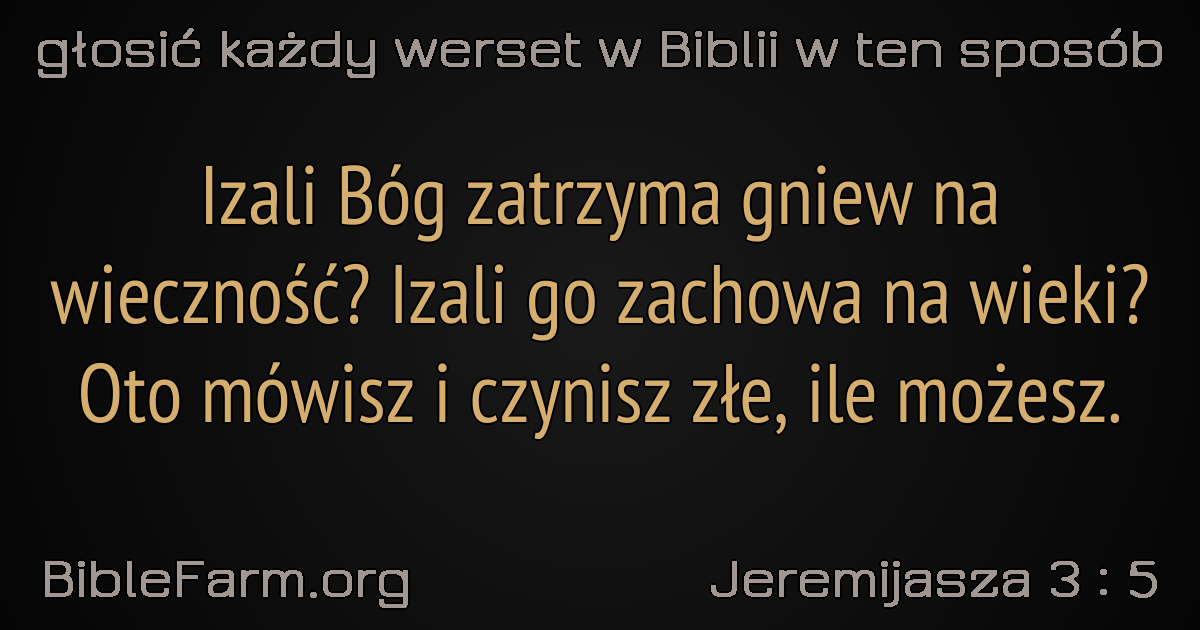 głosić każdy werset w Biblii w ten sposób
Izali Bóg zatrzyma gniew na
wieczność? Izali go zachowa na wieki?
Oto mówisz i czynisz złe, ile możesz.
BibleFarm.org
Jeremijasza 3 : 5